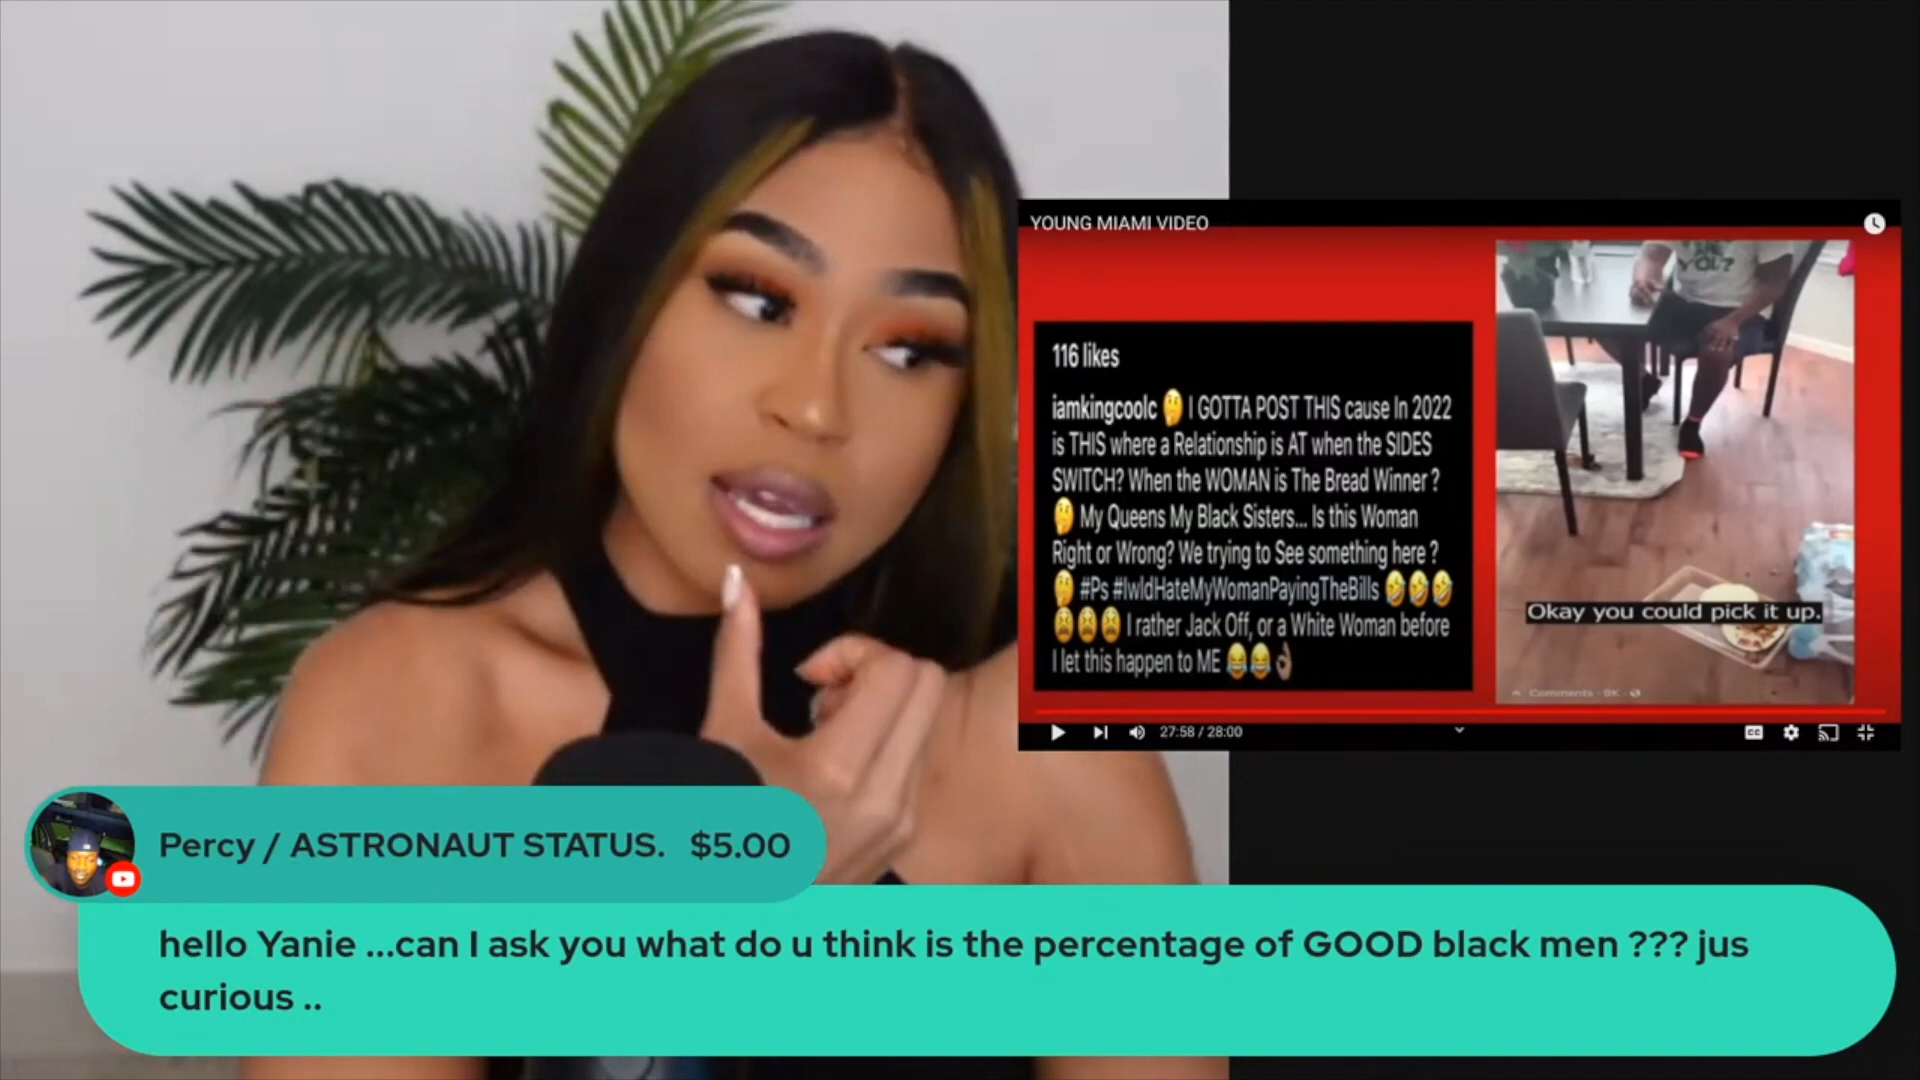 YOUNG MIAMI VIDEO
116 likes
iamkingcoolc 🤔 I GOTTA POST THIS cause In 2022
is THIS where a Relationship is AT when the SIDES
SWITCH? When the WOMAN is The Bread Winner ?
🤔 My Queens My Black Sisters... Is this Woman
Right or Wrong? We trying to See something here ?
🤔 #Ps #IwldHateMyWomanPayingTheBills 🤣🤣🤣
😫😫😫 I rather Jack Off, or a White Woman before
I let this happen to ME 😂😂👌🏾
YOU?
Okay you could pick it up.
Comments · 9K ·
27:58 / 28:00
CC
Percy / ASTRONAUT STATUS. $5.00
hello Yanie ...can I ask you what do u think is the percentage of GOOD black men ??? jus
curious ..